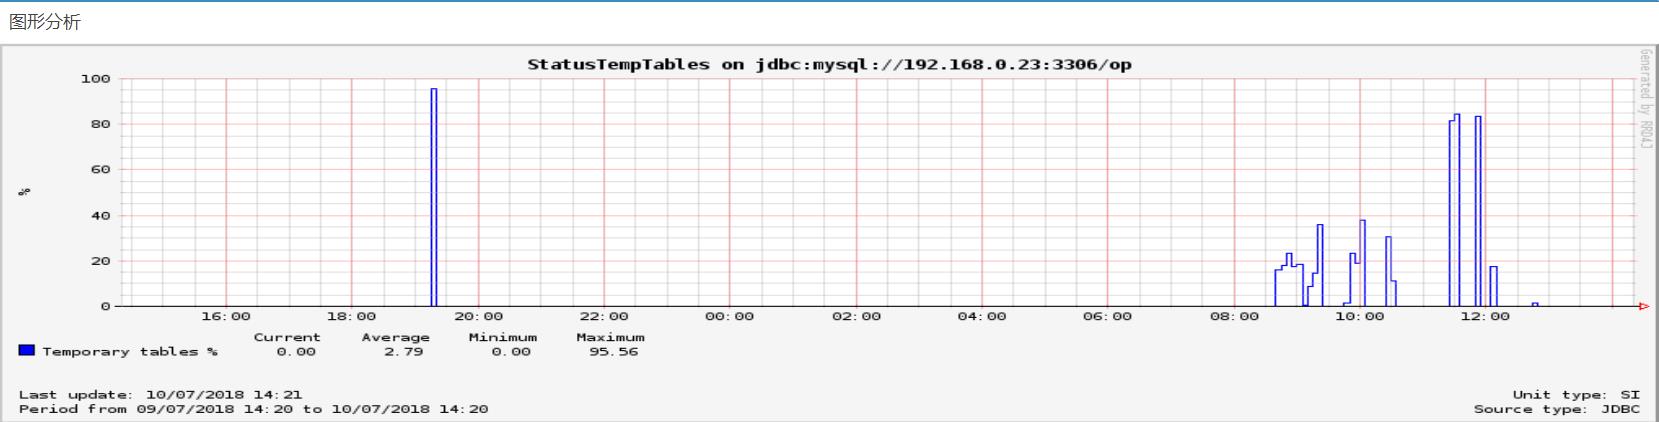 图形分析
StatusTempTables on jdbc:mysql://192.168.0.23:3306/op
Generated by RRD4J
100
80
60
40
20
0
%
16:00 18:00 20:00 22:00 00:00 02:00 04:00 06:00 08:00 10:00 12:00
Current Average Minimum Maximum
Temporary tables % 0.00 2.79 0.00 95.56
Last update: 10/07/2018 14:21 Unit type: SI
Period from 09/07/2018 14:20 to 10/07/2018 14:20 Source type: JDBC